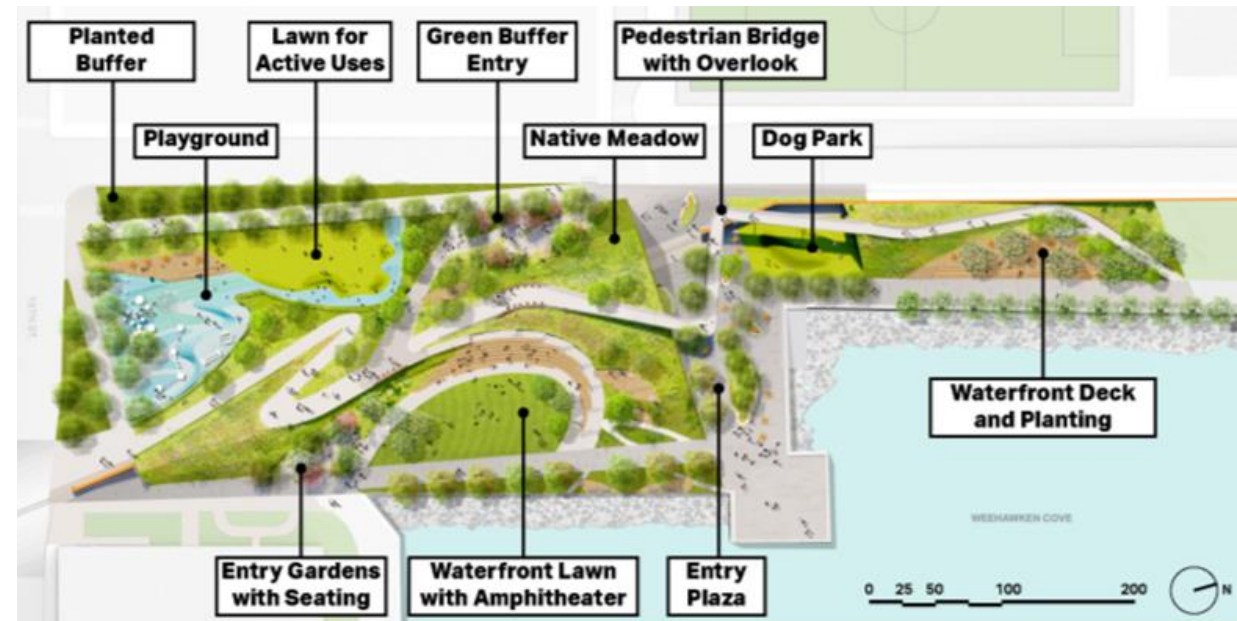 Planted
Buffer
Lawn for
Active Uses
Green Buffer
Entry
Pedestrian Bridge
with Overlook
Playground
Native Meadow
Dog Park
Waterfront Deck
and Planting
WEEHAWKEN COVE
Entry Gardens
with Seating
Waterfront Lawn
with Amphitheater
Entry
Plaza
0 25 50 100 200
N